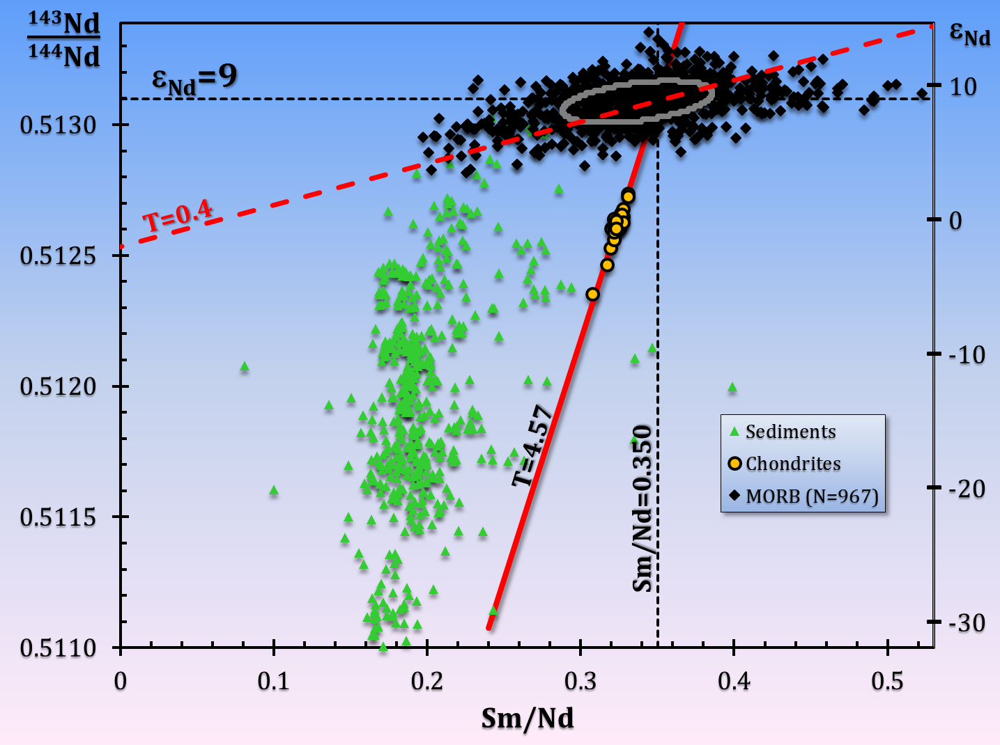 143Nd
144Nd
εNd
εNd=9
10
0.5130
T=0.4
0
0.5125
-10
0.5120
T=4.57
Sm/Nd=0.350
Sediments
Chondrites
MORB (N=967)
-20
0.5115
-30
0.5110
0 0.1 0.2 0.3 0.4 0.5
Sm/Nd